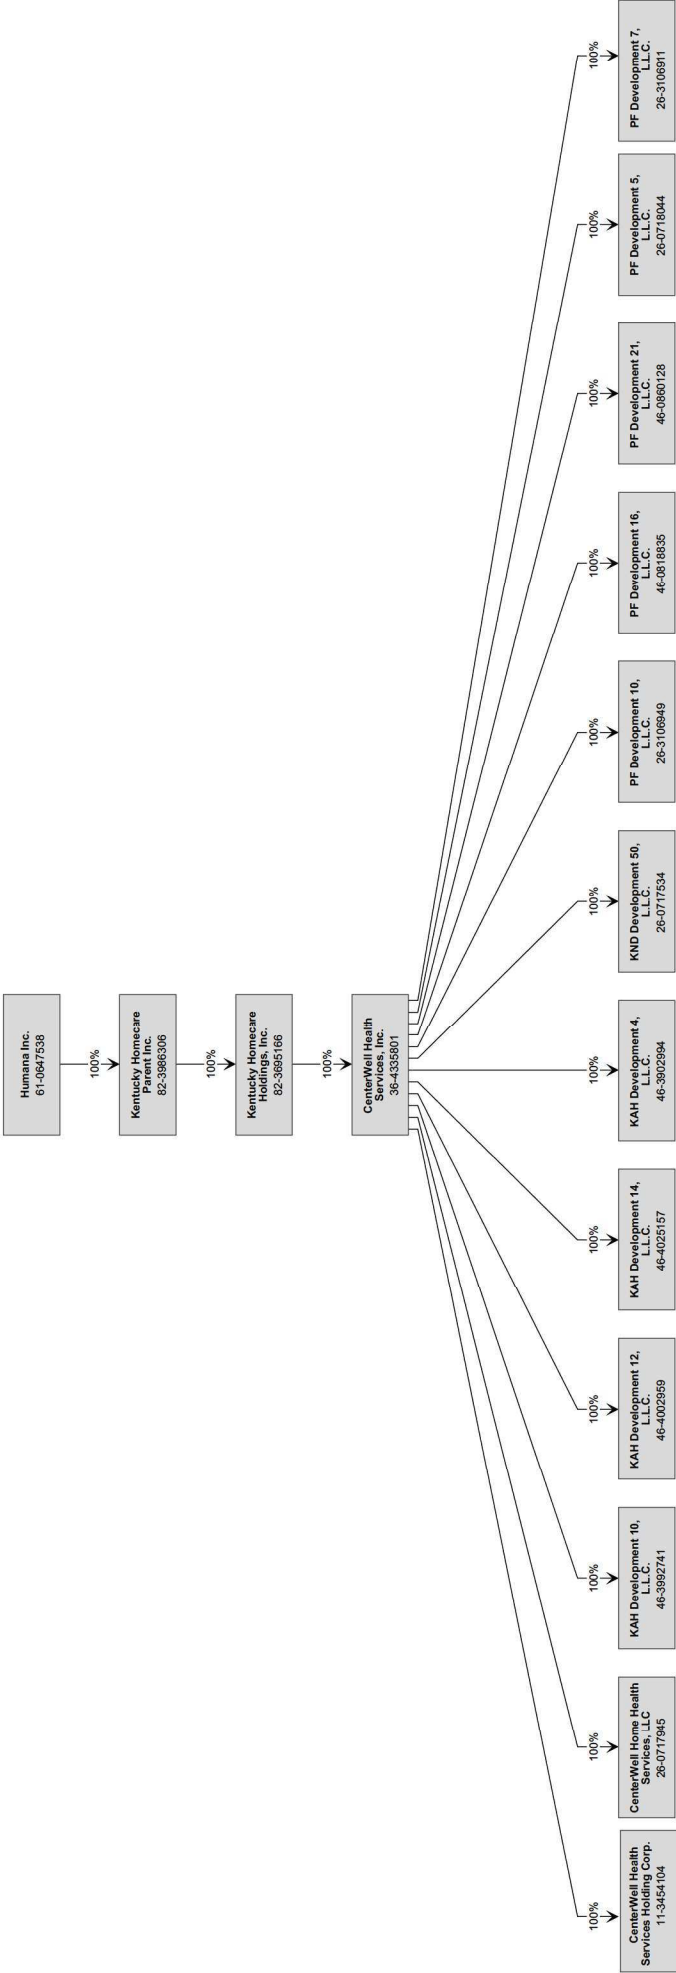 Humana Inc.
61-0647538
100%
Kentucky Homecare
Parent Inc.
82-3986306
100%
Kentucky Homecare
Holdings, Inc.
82-3695166
100%
CenterWell Health
Services, Inc.
36-4335801
100%
CenterWell Health
Services Holding Corp.
11-3454104
100%
CenterWell Home Health
Services, LLC
26-0717945
100%
KAH Development 10,
L.L.C.
46-3992741
100%
KAH Development 12,
L.L.C.
46-4002959
100%
KAH Development 14,
L.L.C.
46-4025157
100%
KAH Development 4,
L.L.C.
46-3902994
100%
KND Development 50,
L.L.C.
26-0717534
100%
PF Development 10,
L.L.C.
26-3106949
100%
PF Development 16,
L.L.C.
46-0818835
100%
PF Development 21,
L.L.C.
46-0860128
100%
PF Development 5,
L.L.C.
26-0718044
100%
PF Development 7,
L.L.C.
26-3106911